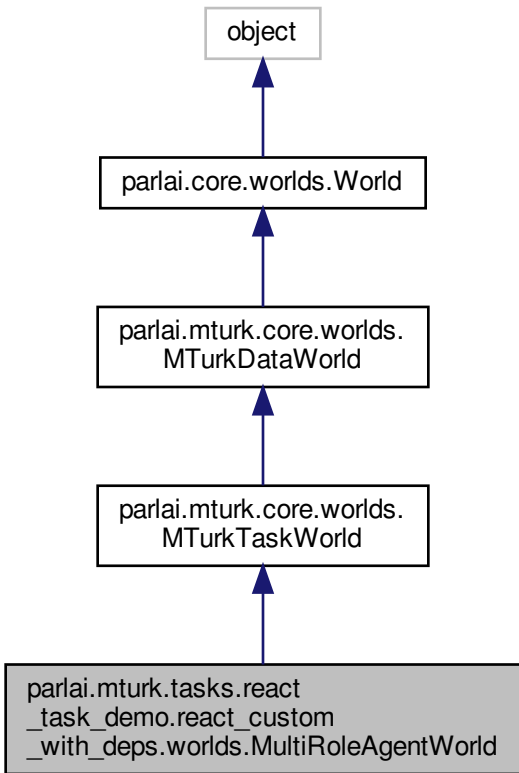 object
parlai.core.worlds.World
parlai.mturk.core.worlds.
MTurkDataWorld
parlai.mturk.core.worlds.
MTurkTaskWorld
parlai.mturk.tasks.react
_task_demo.react_custom
_with_deps.worlds.MultiRoleAgentWorld